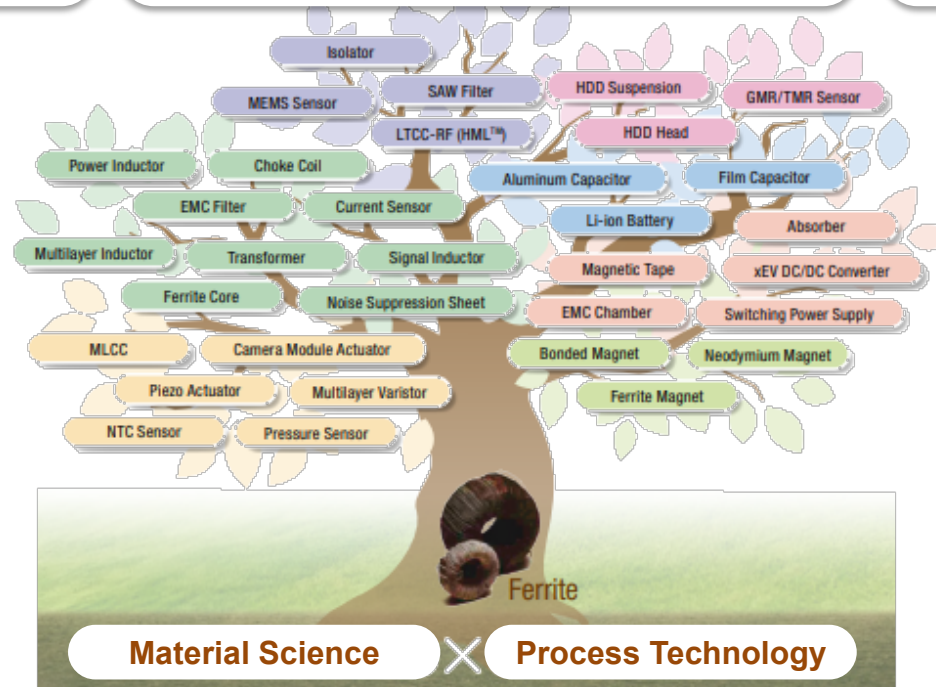 Isolator
MEMS Sensor
SAW Filter
LTCC-RF (HML™)
HDD Suspension
GMR/TMR Sensor
HDD Head
Power Inductor
Choke Coil
EMC Filter
Current Sensor
Multilayer Inductor
Transformer
Signal Inductor
Ferrite Core
Noise Suppression Sheet
Aluminum Capacitor
Film Capacitor
Li-ion Battery
Absorber
Magnetic Tape
xEV DC/DC Converter
EMC Chamber
Switching Power Supply
MLCC
Camera Module Actuator
Piezo Actuator
Multilayer Varistor
NTC Sensor
Pressure Sensor
Bonded Magnet
Neodymium Magnet
Ferrite Magnet
Ferrite
Material Science × Process Technology